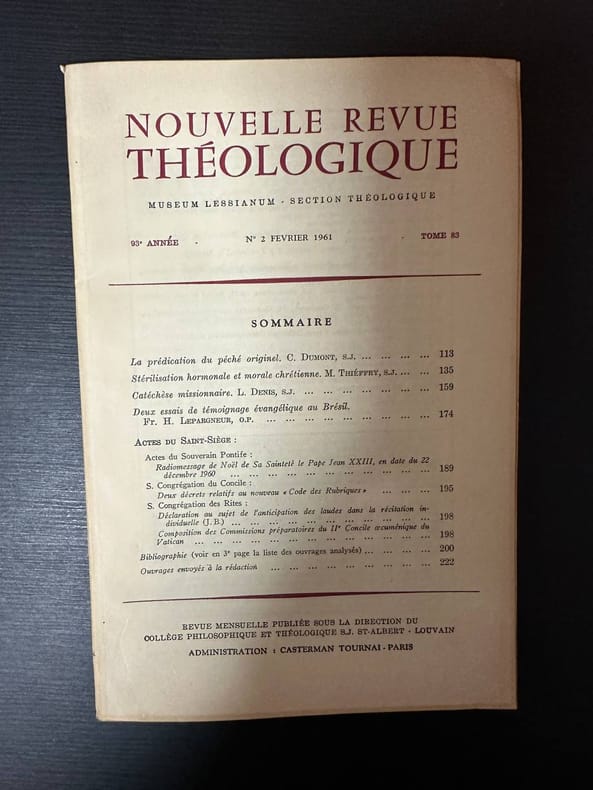 NOUVELLE REVUE
THÉOLOGIQUE
MUSEUM LESSIANUM - SECTION THÉOLOGIQUE
93e ANNÉE . N° 2 FEVRIER 1961 . TOME 83
SOMMAIRE
La prédication du péché originel. C. DUMONT, S.J. ... ... ... ... 113
Stérilisation hormonale et morale chrétienne. M. THIÉFFRY, S.J. ... ... 135
Catéchèse missionnaire. L. DENIS, S.J. ... ... ... ... ... ... ... 159
Deux essais de témoignage évangélique au Brésil.
Fr. H. LEPARGNEUR, O.P. ... ... ... ... ... ... ... ... ... 174
ACTES DU SAINT-SIÈGE :
Actes du Souverain Pontife :
Radiomessage de Noël de Sa Sainteté le Pape Jean XXIII, en date du 22
décembre 1960 ... ... ... ... ... ... ... ... ... ... 189
S. Congrégation du Concile :
Deux décrets relatifs au nouveau « Code des Rubriques » ... ... ... 195
S. Congrégation des Rites :
Déclaration au sujet de l'anticipation des laudes dans la récitation in-
dividuelle (J.B.) ... ... ... ... ... ... ... ... ... 198
Composition des Commissions préparatoires du IIe Concile œcuménique du
Vatican ... ... ... ... ... ... ... ... ... ... ... 198
Bibliographie (voir en 3e page la liste des ouvrages analysés) ... ... ... ... 200
Ouvrages envoyés à la rédaction ... ... ... ... ... ... ... ... 222
REVUE MENSUELLE PUBLIÉE SOUS LA DIRECTION DU
COLLÈGE PHILOSOPHIQUE ET THÉOLOGIQUE S.J. ST-ALBERT - LOUVAIN
ADMINISTRATION : CASTERMAN TOURNAI - PARIS